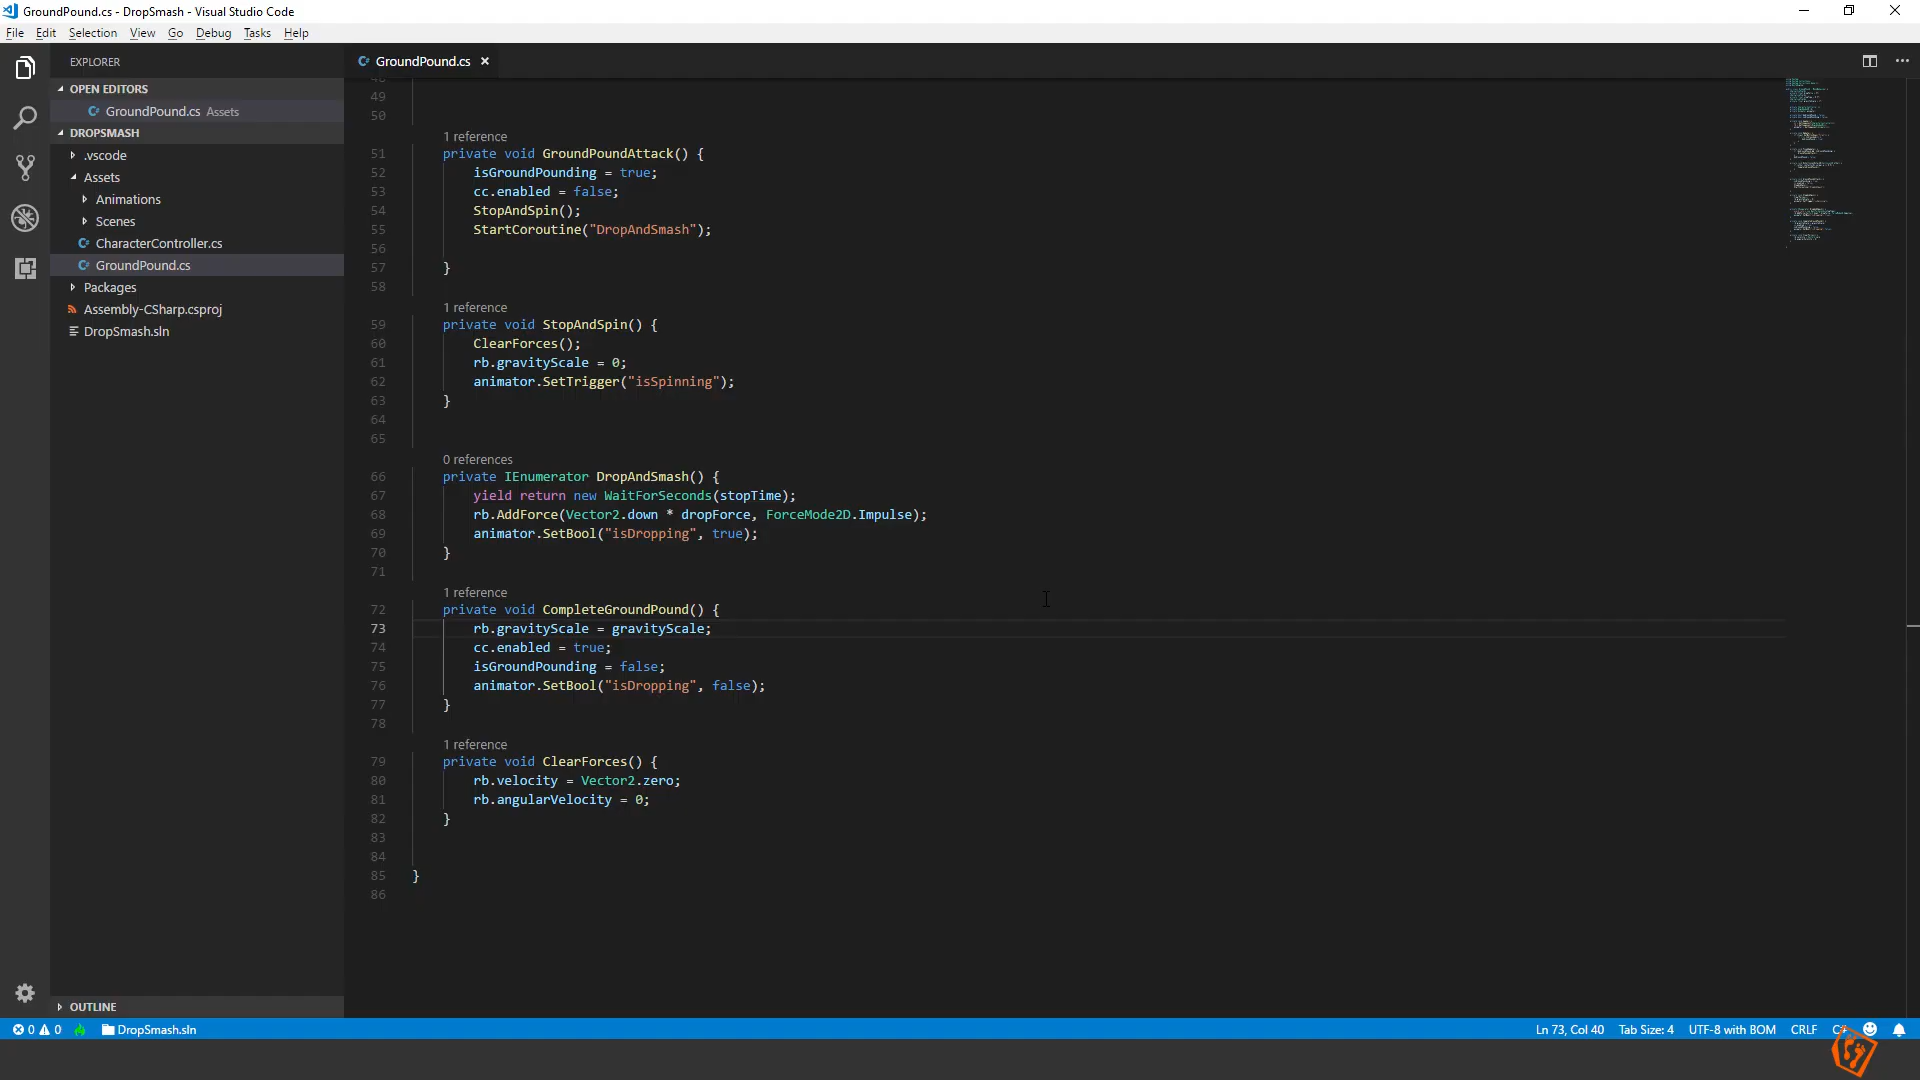 GroundPound.cs - DropSmash - Visual Studio Code
File Edit Selection View Go Debug Tasks Help
EXPLORER
OPEN EDITORS
GroundPound.cs Assets
DROPSMASH
.vscode
Assets
Animations
Scenes
CharacterController.cs
GroundPound.cs
Packages
Assembly-CSharp.csproj
DropSmash.sln
OUTLINE
GroundPound.cs
48
49
50
1 reference
51 private void GroundPoundAttack() {
52 isGroundPounding = true;
53 cc.enabled = false;
54 StopAndSpin();
55 StartCoroutine("DropAndSmash");
56
57 }
58
1 reference
59 private void StopAndSpin() {
60 ClearForces();
61 rb.gravityScale = 0;
62 animator.SetTrigger("isSpinning");
63 }
64
65
0 references
66 private IEnumerator DropAndSmash() {
67 yield return new WaitForSeconds(stopTime);
68 rb.AddForce(Vector2.down * dropForce, ForceMode2D.Impulse);
69 animator.SetBool("isDropping", true);
70 }
71
1 reference
72 private void CompleteGroundPound() {
73 rb.gravityScale = gravityScale;
74 cc.enabled = true;
75 isGroundPounding = false;
76 animator.SetBool("isDropping", false);
77 }
78
1 reference
79 private void ClearForces() {
80 rb.velocity = Vector2.zero;
81 rb.angularVelocity = 0;
82 }
83
84
85 }
86
0 0 DropSmash.sln Ln 73, Col 40 Tab Size: 4 UTF-8 with BOM CRLF C#